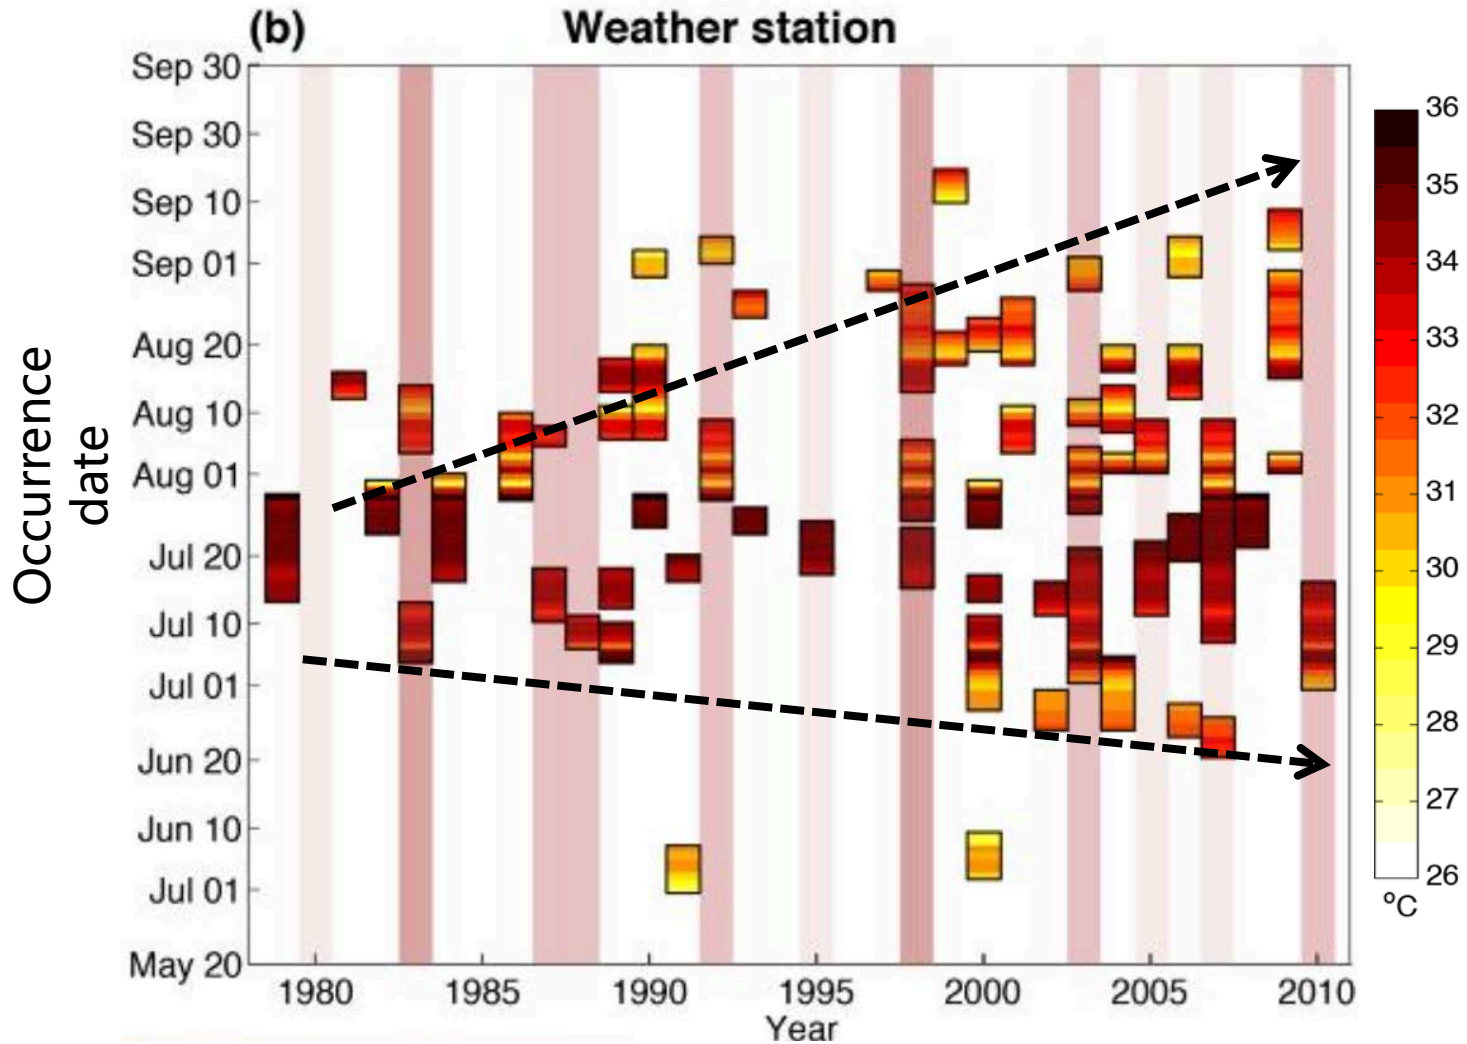 (b) Weather station
Sep 30
Sep 30
Sep 10
Sep 01
Aug 20
Aug 10
Aug 01
Jul 20
Jul 10
Jul 01
Jun 20
Jun 10
Jul 01
May 20
Occurrence
date
1980 1985 1990 1995 2000 2005 2010
Year
36
35
34
33
32
31
30
29
28
27
26
°C